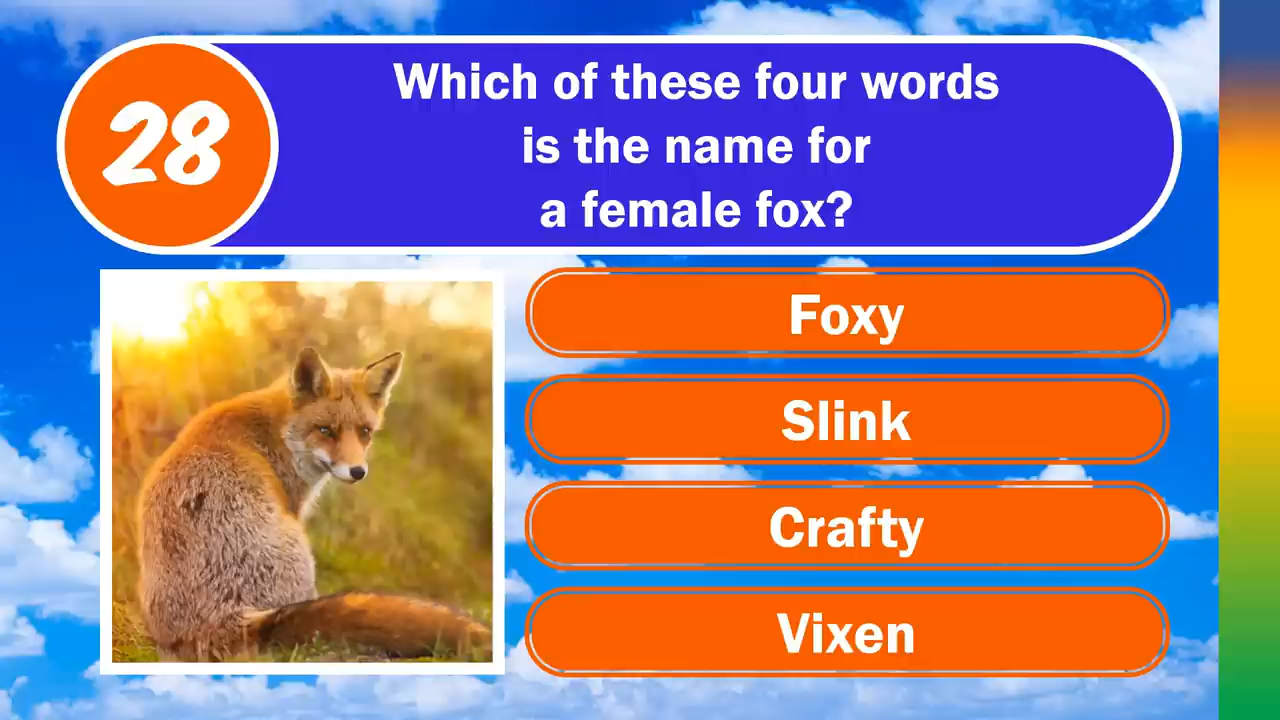 28
Which of these four words
is the name for
a female fox?
Foxy
Slink
Crafty
Vixen